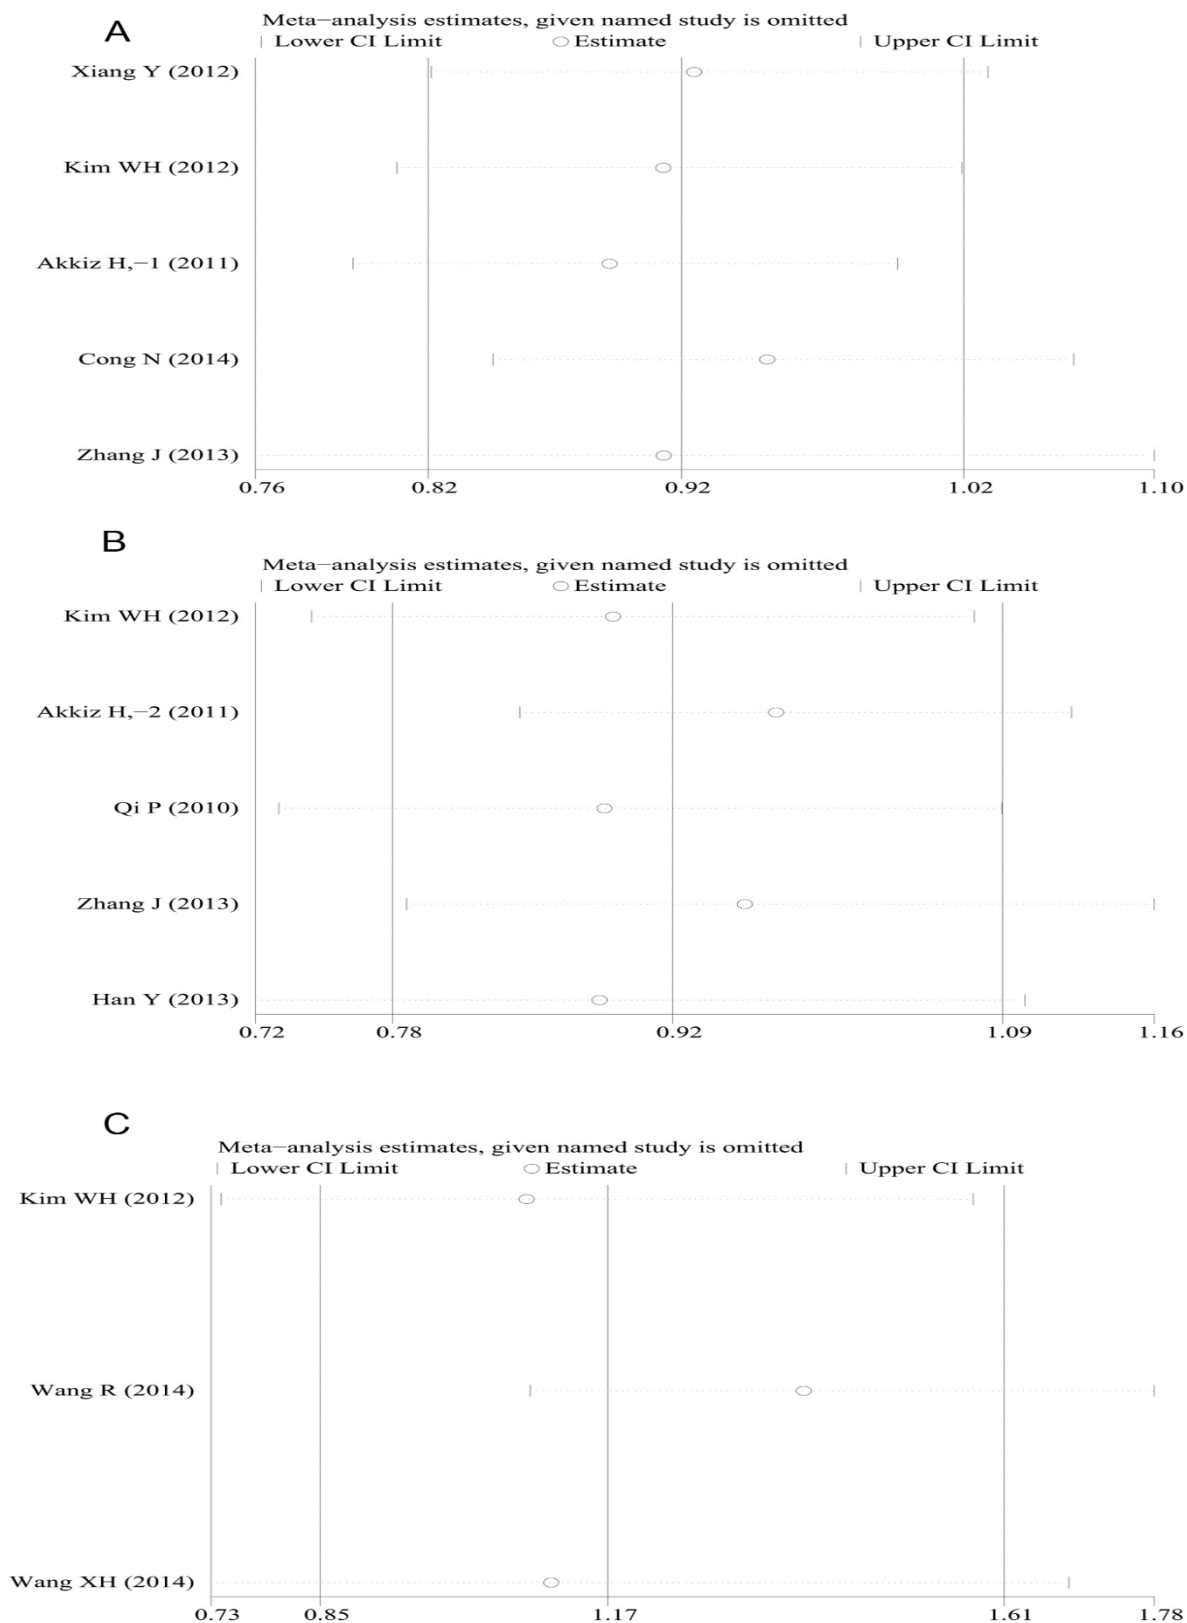 A
Meta−analysis estimates, given named study is omitted
Lower CI Limit Estimate Upper CI Limit
Xiang Y (2012)
Kim WH (2012)
Akkiz H,−1 (2011)
Cong N (2014)
Zhang J (2013)
0.76 0.82 0.92 1.02 1.10
B
Meta−analysis estimates, given named study is omitted
Lower CI Limit Estimate Upper CI Limit
Kim WH (2012)
Akkiz H,−2 (2011)
Qi P (2010)
Zhang J (2013)
Han Y (2013)
0.72 0.78 0.92 1.09 1.16
C
Meta−analysis estimates, given named study is omitted
Lower CI Limit Estimate Upper CI Limit
Kim WH (2012)
Wang R (2014)
Wang XH (2014)
0.73 0.85 1.17 1.61 1.78